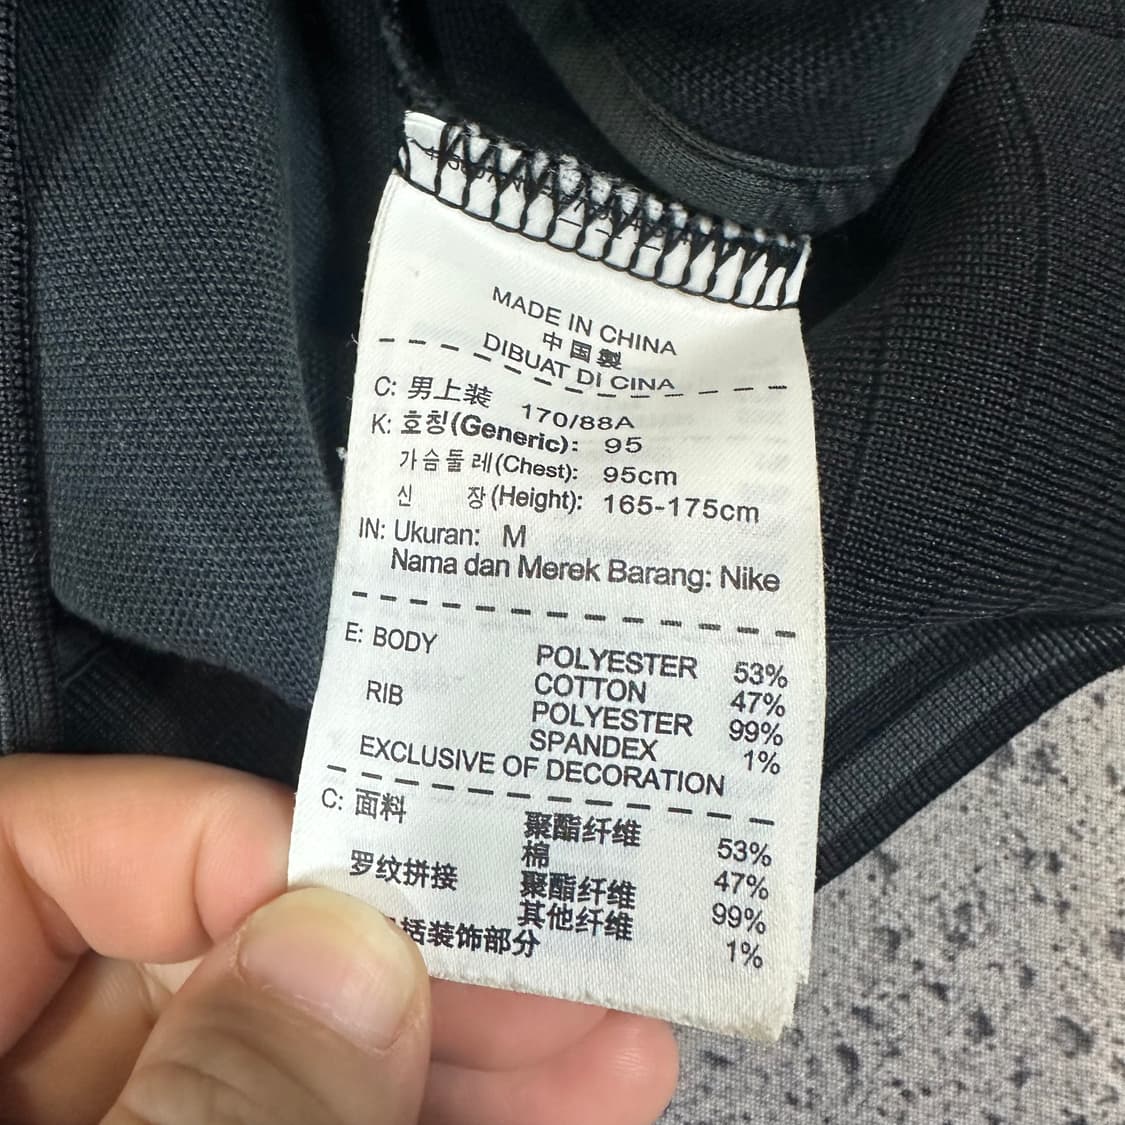 MADE IN CHINA
中国製
DIBUAT DI CINA
C: 男上装 170/88A
K: 호칭(Generic): 95
가슴둘레(Chest): 95cm
신 장(Height): 165-175cm
IN: Ukuran: M
Nama dan Merek Barang: Nike
E: BODY POLYESTER 53%
COTTON 47%
RIB POLYESTER 99%
SPANDEX 1%
EXCLUSIVE OF DECORATION
C: 面料 聚酯纤维 53%
棉 47%
罗纹拼接 聚酯纤维 99%
其他纤维 1%
括装饰部分